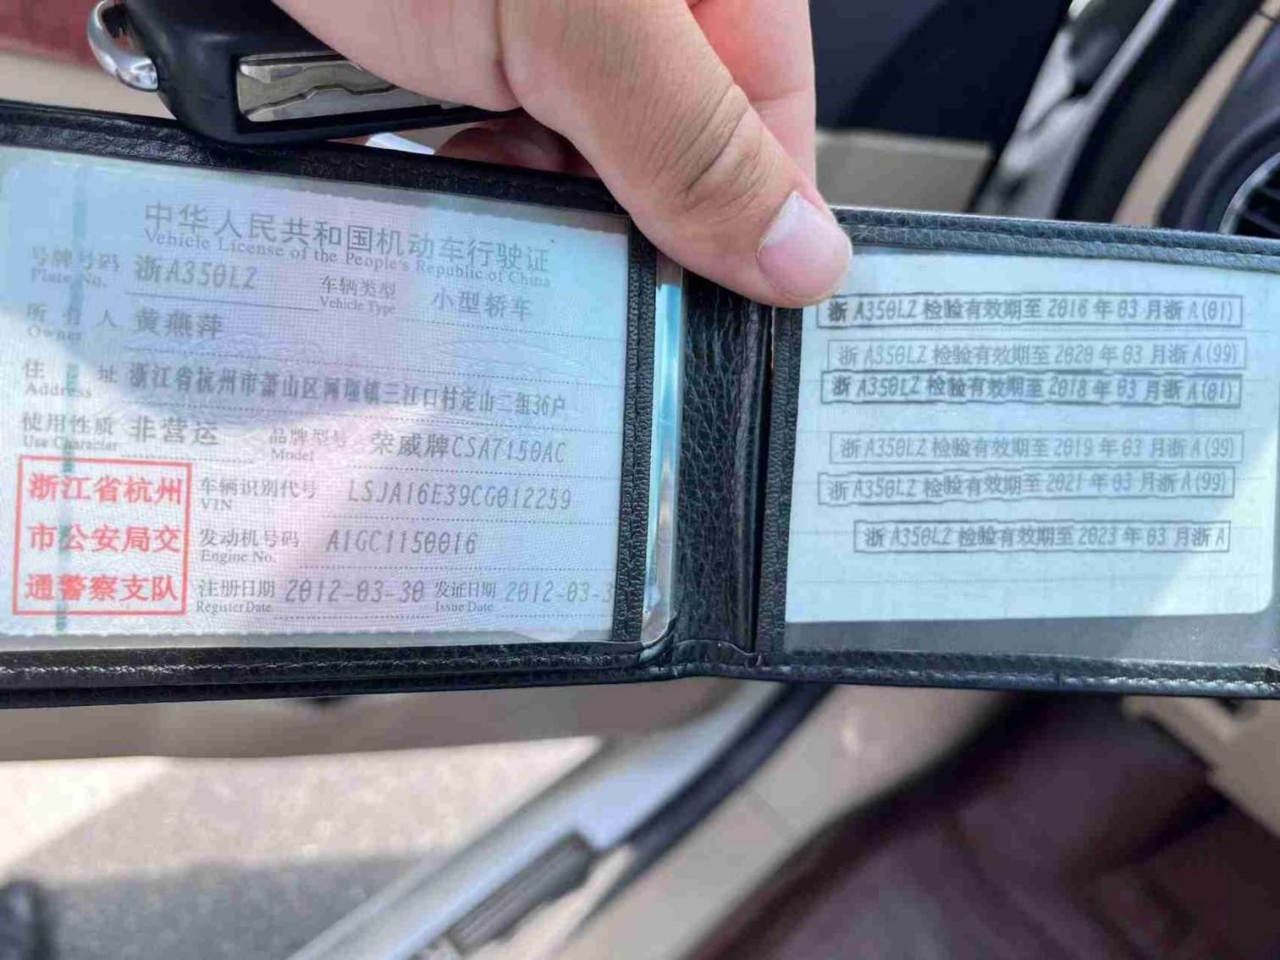 中华人民共和国机动车行驶证
Vehicle License of the People's Republic of China
号牌号码 浙A350LZ 车辆类型 小型轿车
Plate No. Vehicle Type
所有人 黄燕萍
Owner
住址 浙江省杭州市萧山区河塅镇三江口村定山二组36户
Address
使用性质 非营运 品牌型号 荣威牌CSA7150AC
Use Character Model
浙江省杭州
市公安局交
通警察支队
车辆识别代号 LSJA16E39CG012259
VIN
发动机号码 A1GC1150016
Engine No.
注册日期 2012-03-30 发证日期 2012-03-3
Register Date Issue Date
浙A350LZ 检验有效期至 2016 年 03 月浙A(01)
浙A350LZ 检验有效期至 2020 年 03 月浙A(99)
浙A350LZ 检验有效期至 2018 年 03 月浙A(01)
浙A350LZ 检验有效期至 2019 年 03 月浙A(99)
浙A350LZ 检验有效期至 2021 年 03 月浙A(99)
浙A350LZ 检验有效期至 2023 年 03 月浙A